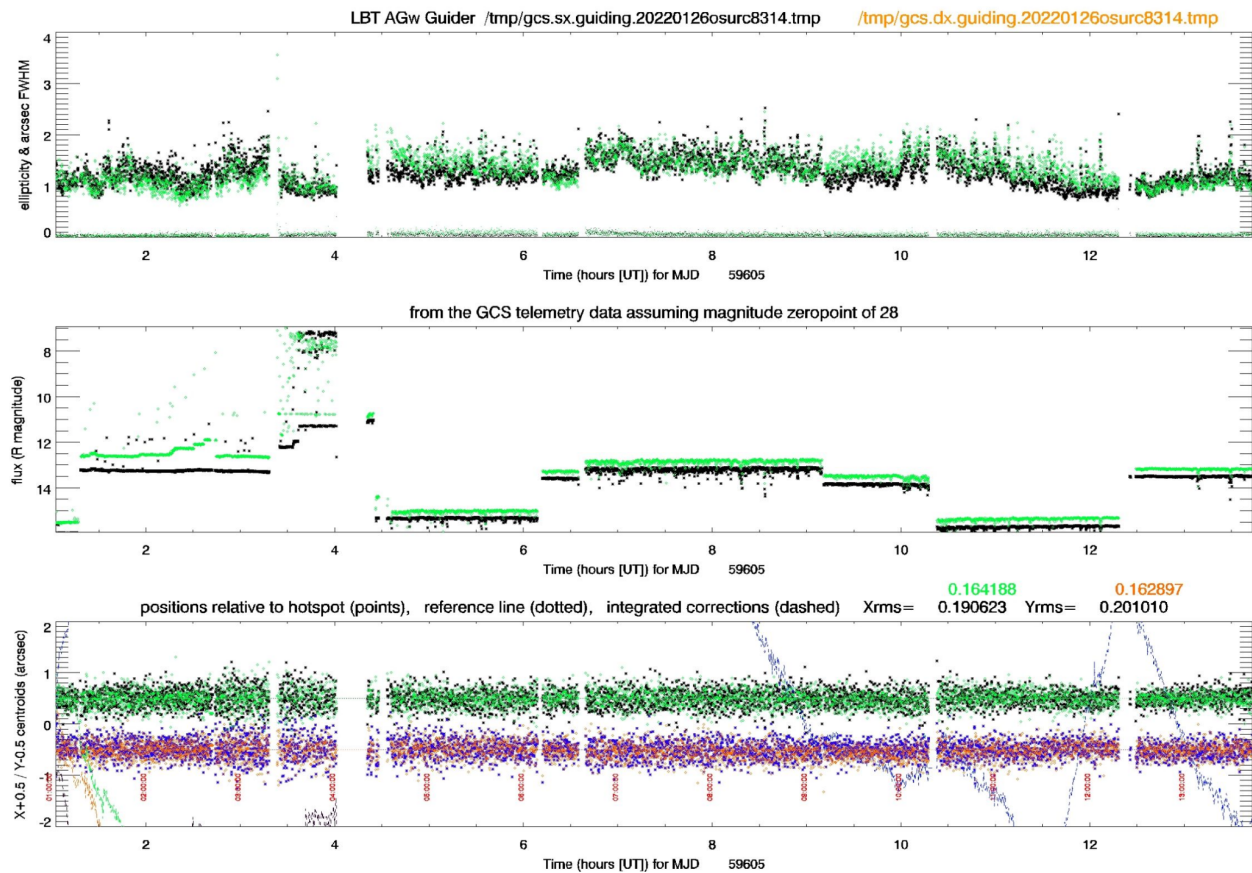 LBT AGw Guider /tmp/gcs.sx.guiding.20220126osurc8314.tmp /tmp/gcs.dx.guiding.20220126osurc8314.tmp
ellipticity & arcsec FWHM
4
3
2
1
0
2 4 6 8 10 12
Time (hours [UT]) for MJD 59605
from the GCS telemetry data assuming magnitude zeropoint of 28
flux (R magnitude)
8
10
12
14
2 4 6 8 10 12
Time (hours [UT]) for MJD 59605
0.164188 0.162897
positions relative to hotspot (points), reference line (dotted), integrated corrections (dashed) Xrms= 0.190623 Yrms= 0.201010
X+0.5 / Y-0.5 centroids (arcsec)
2
1
0
-1
-2
2 4 6 8 10 12
Time (hours [UT]) for MJD 59605